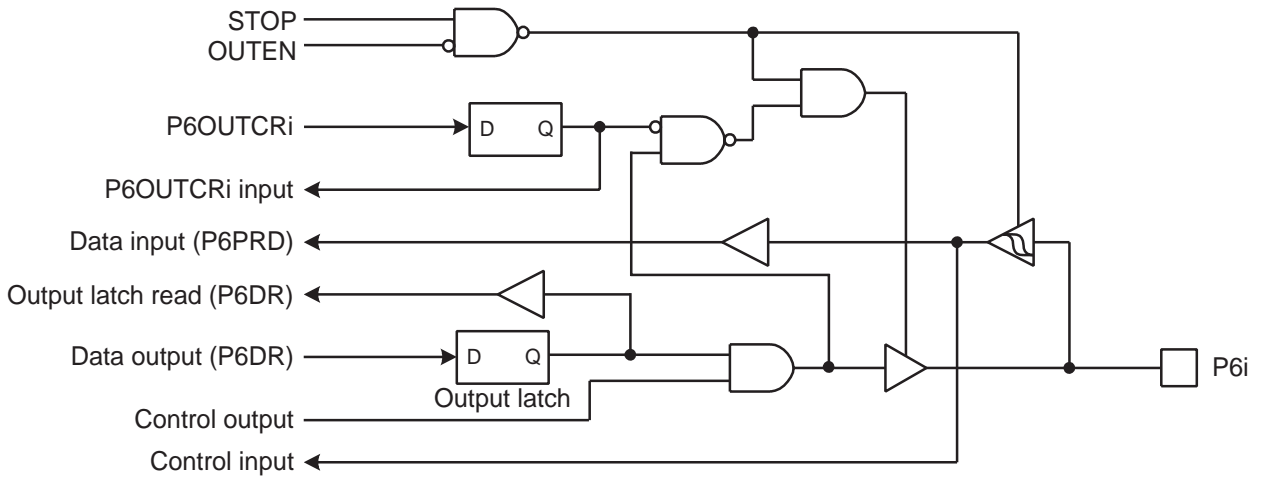 STOP
OUTEN
P6OUTCRi
D Q
P6OUTCRi input
Data input (P6PRD)
Output latch read (P6DR)
Data output (P6DR)
D Q
P6i
Output latch
Control output
Control input